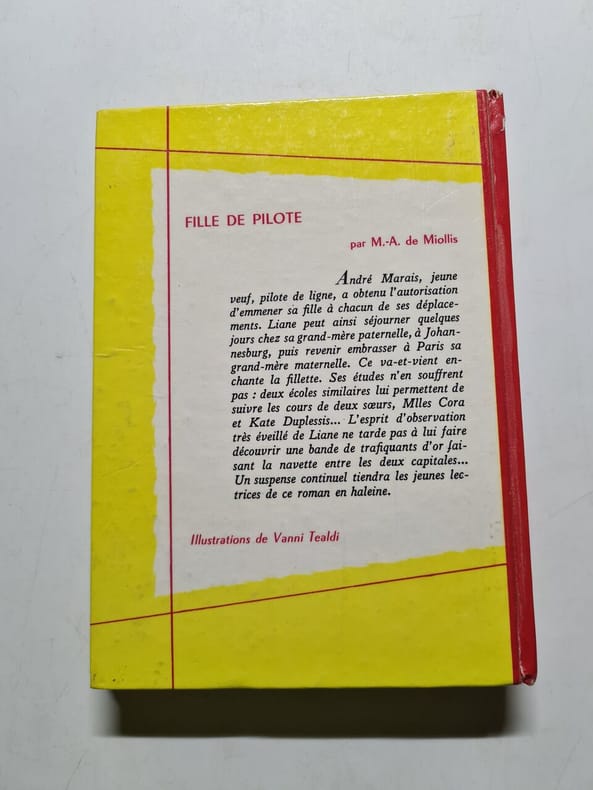 FILLE DE PILOTE
par M.-A. de Miollis
André Marais, jeune
veuf, pilote de ligne, a obtenu l'autorisation
d'emmener sa fille à chacun de ses déplace-
ments. Liane peut ainsi séjourner quelques
jours chez sa grand-mère paternelle, à Johan-
nesburg, puis revenir embrasser à Paris sa
grand-mère maternelle. Ce va-et-vient en-
chante la fillette. Ses études n'en souffrent
pas : deux écoles similaires lui permettent de
suivre les cours de deux sœurs, Mlles Cora
et Kate Duplessis... L'esprit d'observation
très éveillé de Liane ne tarde pas à lui faire
découvrir une bande de trafiquants d'or fai-
sant la navette entre les deux capitales...
Un suspense continuel tiendra les jeunes lec-
trices de ce roman en haleine.
Illustrations de Vanni Tealdi